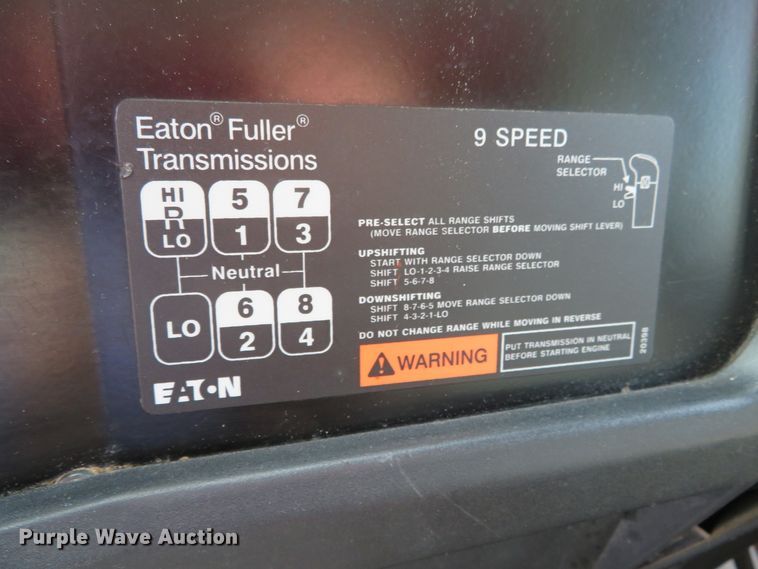 Eaton® Fuller®
Transmissions
9 SPEED
RANGE
SELECTOR
HI
LO
HI
R
LO
5
1
7
3
Neutral
LO
6
2
8
4
PRE-SELECT ALL RANGE SHIFTS
(MOVE RANGE SELECTOR BEFORE MOVING SHIFT LEVER)
UPSHIFTING
START WITH RANGE SELECTOR DOWN
SHIFT LO-1-2-3-4 RAISE RANGE SELECTOR
SHIFT 5-6-7-8
DOWNSHIFTING
SHIFT 8-7-6-5 MOVE RANGE SELECTOR DOWN
SHIFT 4-3-2-1-LO
DO NOT CHANGE RANGE WHILE MOVING IN REVERSE
WARNING
PUT TRANSMISSION IN NEUTRAL
BEFORE STARTING ENGINE
20398
EATON
Purple Wave Auction